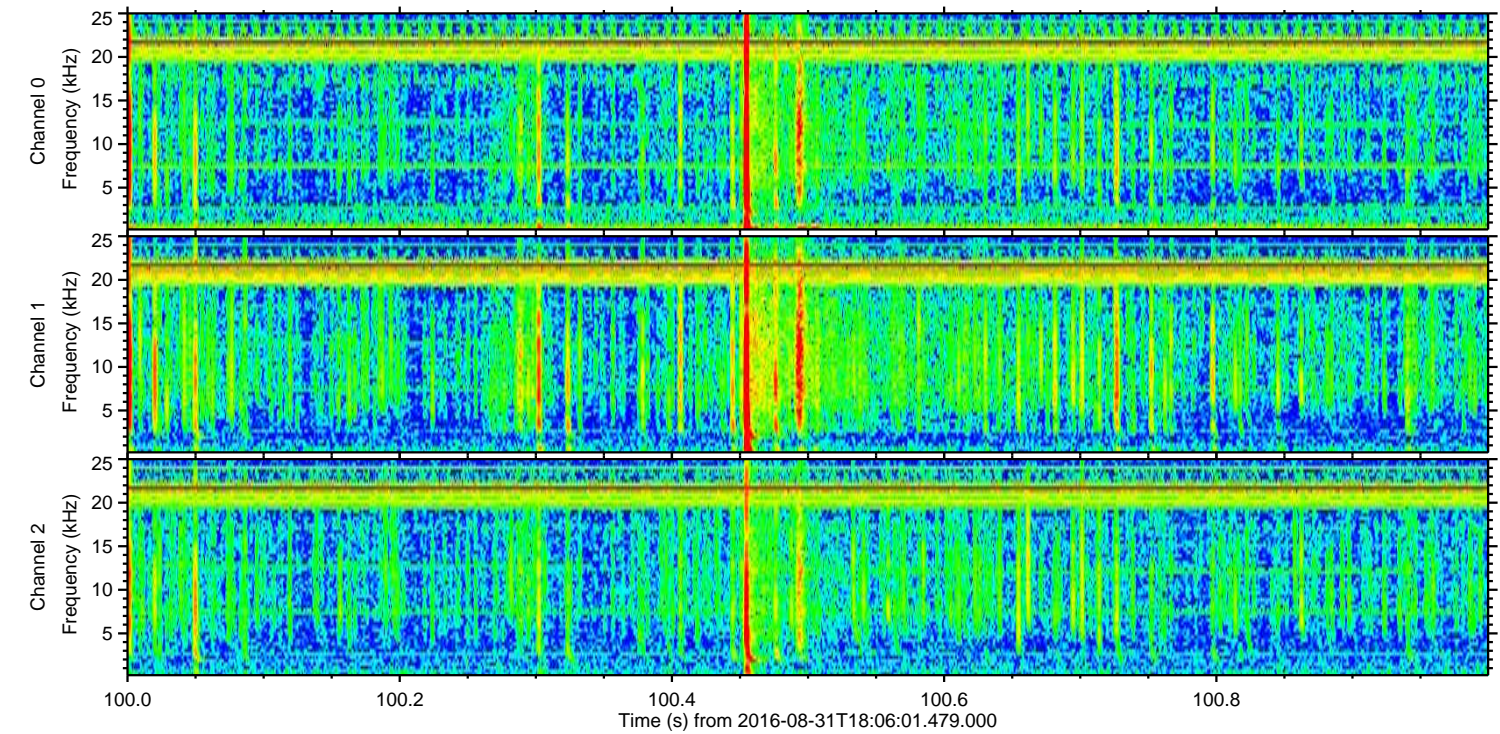 25
20
15
10
5
Channel 0
Frequency (kHz)
25
20
15
10
5
Channel 1
Frequency (kHz)
25
20
15
10
5
Channel 2
Frequency (kHz)
100.0 100.2 100.4 100.6 100.8
Time (s) from 2016-08-31T18:06:01.479.000